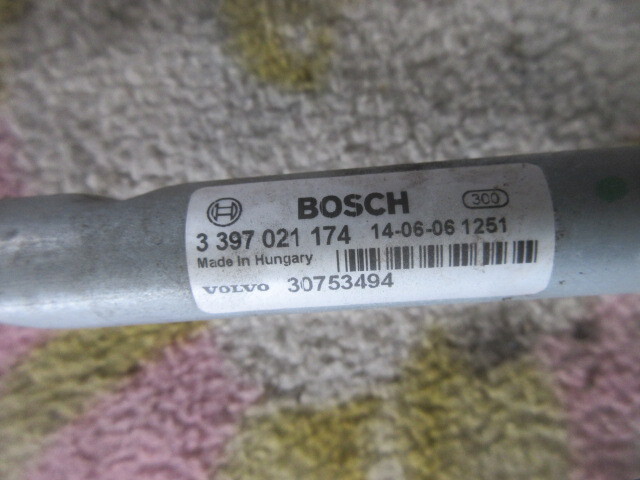 BOSCH 300
3 397 021 174 14-06-06 1251
Made in Hungary
VOLVO 30753494